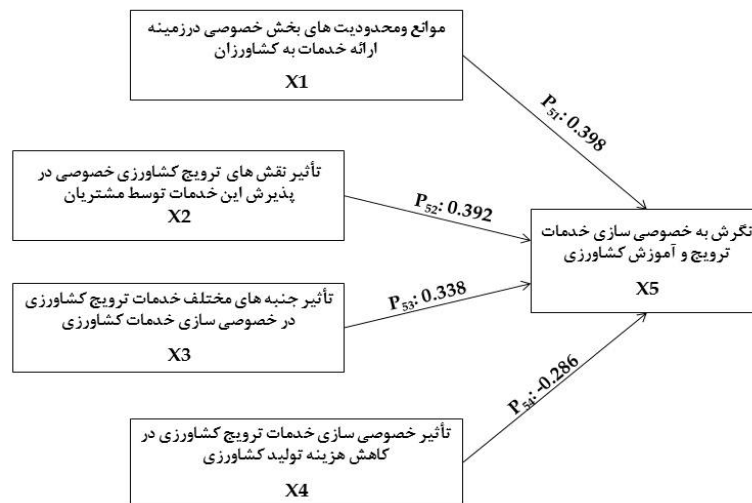 موانع ومحدودیت های بخش خصوصی درزمینه
ارائه خدمات به کشاورزان
X1
P51: 0.398
تأثیر نقش های ترویج کشاورزی خصوصی در
پذیرش این خدمات توسط مشتریان
X2
P52: 0.392
نگرش به خصوصی سازی خدمات
ترویج و آموزش کشاورزی
X5
تأثیر جنبه های مختلف خدمات ترویج کشاورزی
در خصوصی سازی خدمات کشاورزی
X3
P53: 0.338
P54: -0.286
تأثیر خصوصی سازی خدمات ترویج کشاورزی در
کاهش هزینه تولید کشاورزی
X4